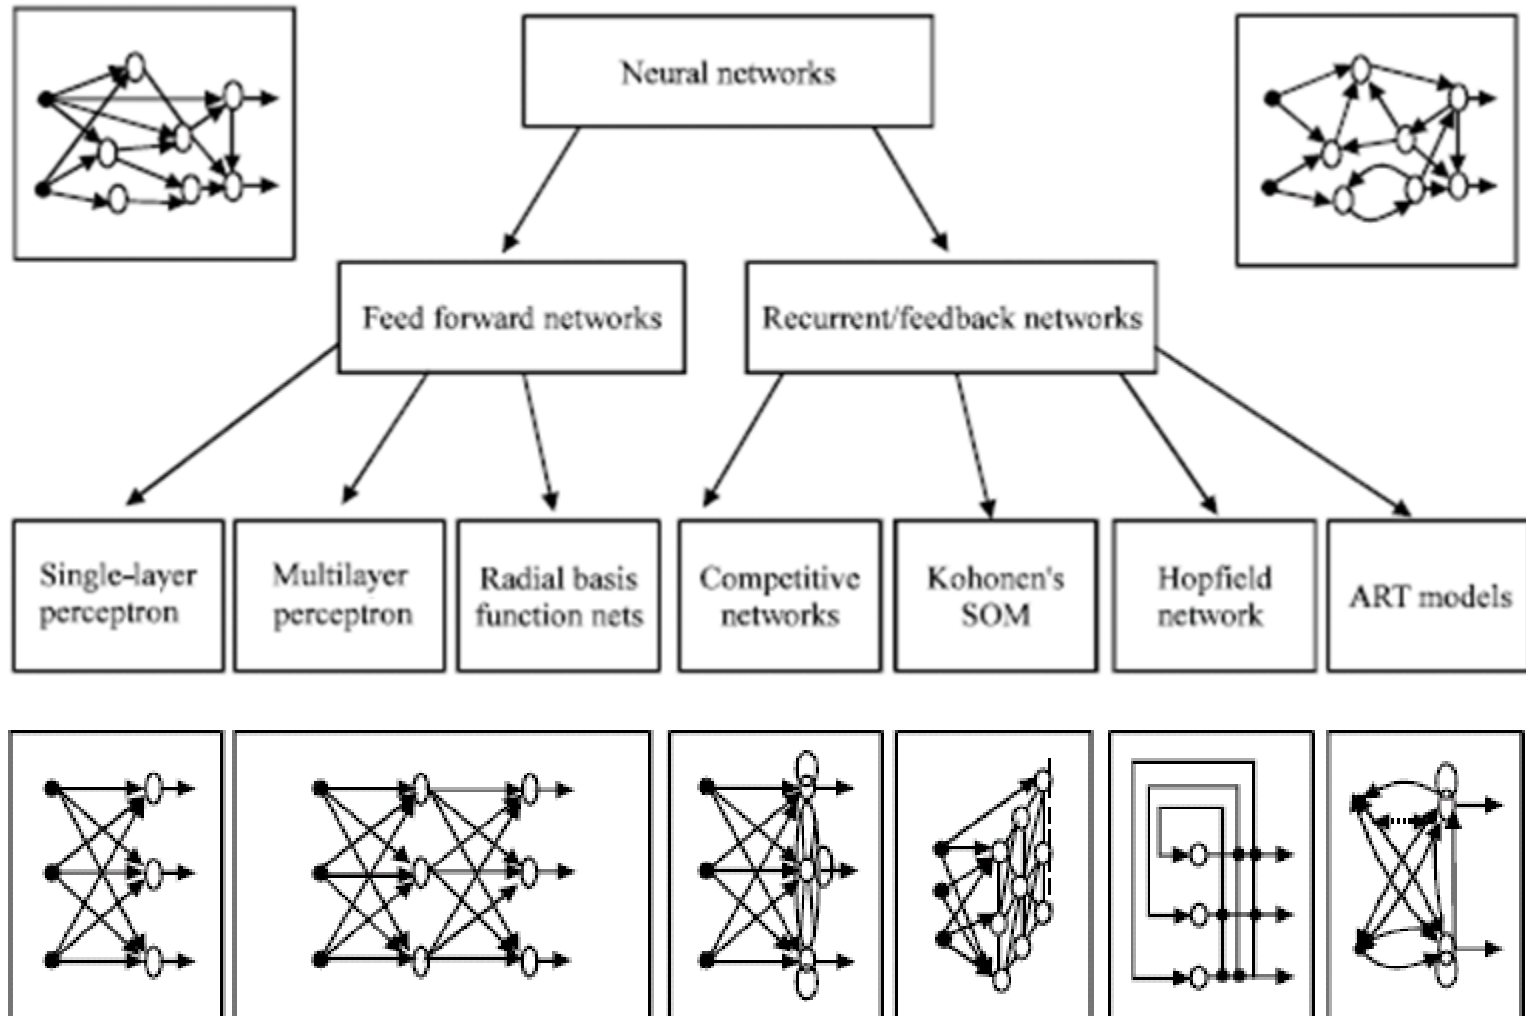 Neural networks
Feed forward networks
Recurrent/feedback networks
Single-layer
perceptron
Multilayer
perceptron
Radial basis
function nets
Competitive
networks
Kohonen's
SOM
Hopfield
network
ART models